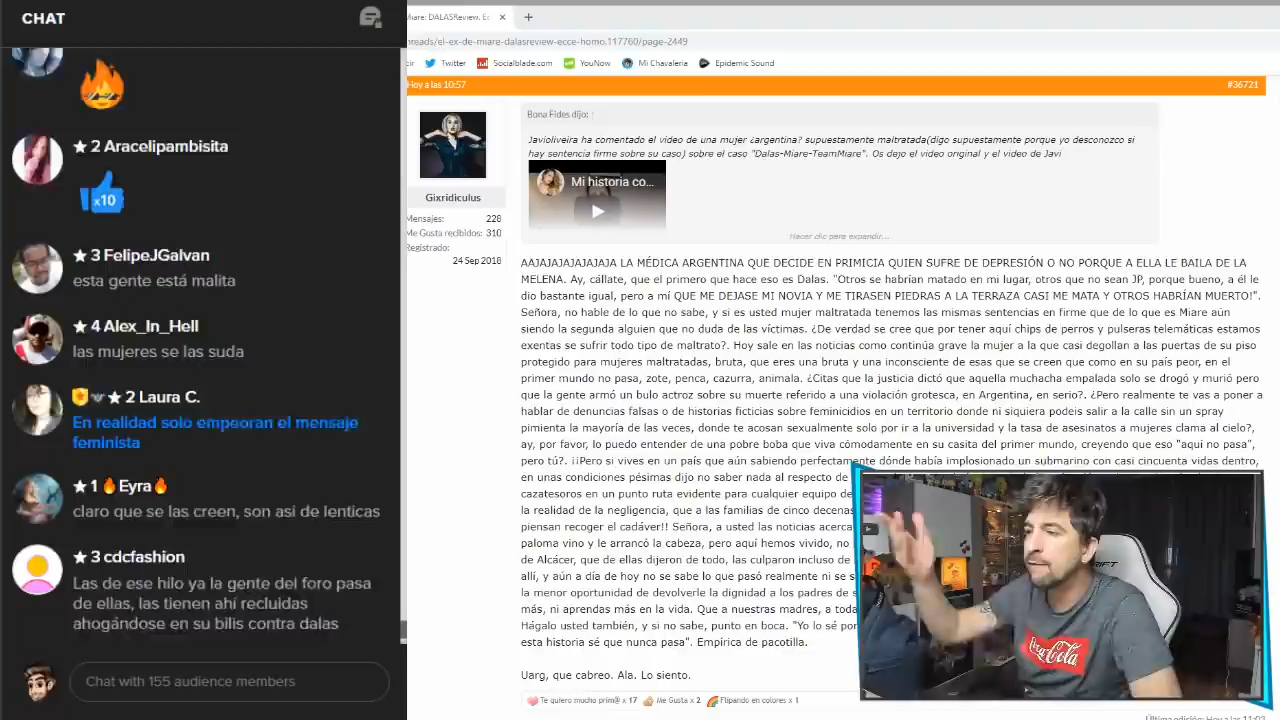 CHAT
x10
★ 2 Aracelipambisita
★ 3 FelipeJGalvan
esta gente está malita
★ 4 Alex_In_Hell
las mujeres se las suda
★ 2 Laura C.
En realidad solo empeoran el mensaje
feminista
★ 1 🔥Eyra🔥
claro que se las creen, son asi de lenticas
★ 3 cdcfashion
Las de ese hilo ya la gente del foro pasa
de ellas, las tienen ahí recluidas
ahogándose en su bilis contra dalas
Chat with 155 audience members
Miare: DALASReview. Ec
reads/el-ex-de-miare-dalasreview-ecce-homo.117760/page-2449
Twitter
Socialblade.com
YouNow
Mi Chavaleria
Epidemic Sound
Hoy a las 10:57
#36721
Gixridiculus
Mensajes: 228
Me Gusta recibidos: 310
Registrado:
24 Sep 2018
Bona Fides dijo: ↑
Javioliveira ha comentado el video de una mujer ¿argentina? supuestamente maltratada(digo supuestamente porque yo desconozco si
hay sentencia firme sobre su caso) sobre el caso "Dalas-Miare-TeamMiare". Os dejo el video original y el video de Javi
Mi historia co...
Hacer clic para expandir...
AAJAJAJAJAJAJA LA MÉDICA ARGENTINA QUE DECIDE EN PRIMICIA QUIEN SUFRE DE DEPRESIÓN O NO PORQUE A ELLA LE BAILA DE LA
MELENA. Ay, cállate, que el primero que hace eso es Dalas. "Otros se habrían matado en mi lugar, otros que no sean JP, porque bueno, a él le
dio bastante igual, pero a mí QUE ME DEJASE MI NOVIA Y ME TIRASEN PIEDRAS A LA TERRAZA CASI ME MATA Y OTROS HABRÍAN MUERTO!".
Señora, no hable de lo que no sabe, y si es usted mujer maltratada tenemos las mismas sentencias en firme que de lo que es Miare aún
siendo la segunda alguien que no duda de las víctimas. ¿De verdad se cree que por tener aquí chips de perros y pulseras telemáticas estamos
exentas se sufrir todo tipo de maltrato?. Hoy sale en las noticias como continúa grave la mujer a la que casi degollan a las puertas de su piso
protegido para mujeres maltratadas, bruta, que eres una bruta y una inconsciente de esas que se creen que como en su país peor, en el
primer mundo no pasa, zote, penca, cazurra, animala. ¿Citas que la justicia dictó que aquella muchacha empalada solo se drogó y murió pero
que la gente armó un bulo actroz sobre su muerte referido a una violación grotesca, en Argentina, en serio?. ¿Pero realmente te vas a poner a
hablar de denuncias falsas o de historias ficticias sobre feminicidios en un territorio donde ni siquiera podeis salir a la calle sin un spray
pimienta la mayoría de las veces, donde te acosan sexualmente solo por ir a la universidad y la tasa de asesinatos a mujeres clama al cielo?,
ay, por favor, lo puedo entender de una pobre boba que viva cómodamente en su casita del primer mundo, creyendo que eso "aqui no pasa",
pero tú?. ¡¡Pero si vives en un país que aún sabiendo perfectamente dónde había implosionado un submarino con casi cincuenta vidas dentro,
en unas condiciones pésimas dijo no saber nada al respecto de
cazatesoros en un punto ruta evidente para cualquier equipo de
la realidad de la negligencia, que a las familias de cinco decenas
piensan recoger el cadáver!! Señora, a usted las noticias acerca
paloma vino y le arrancó la cabeza, pero aquí hemos vivido, no
de Alcácer, que de ellas dijeron de todo, las culparon incluso de
allí, y aún a día de hoy no se sabe lo que pasó realmente ni se s
la menor oportunidad de devolverle la dignidad a los padres de s
más, ni aprendas más en la vida. Que a nuestras madres, a toda
Hágalo usted también, y si no sabe, punto en boca. "Yo lo sé por
esta historia sé que nunca pasa". Empírica de pacotilla.
Uarg, que cabreo. Ala. Lo siento.
Te quiero mucho prim@ x 17
Me Gusta x 2
Flipando en colores x 1
Última edición: Hoy a las 11:03
Coca-Cola